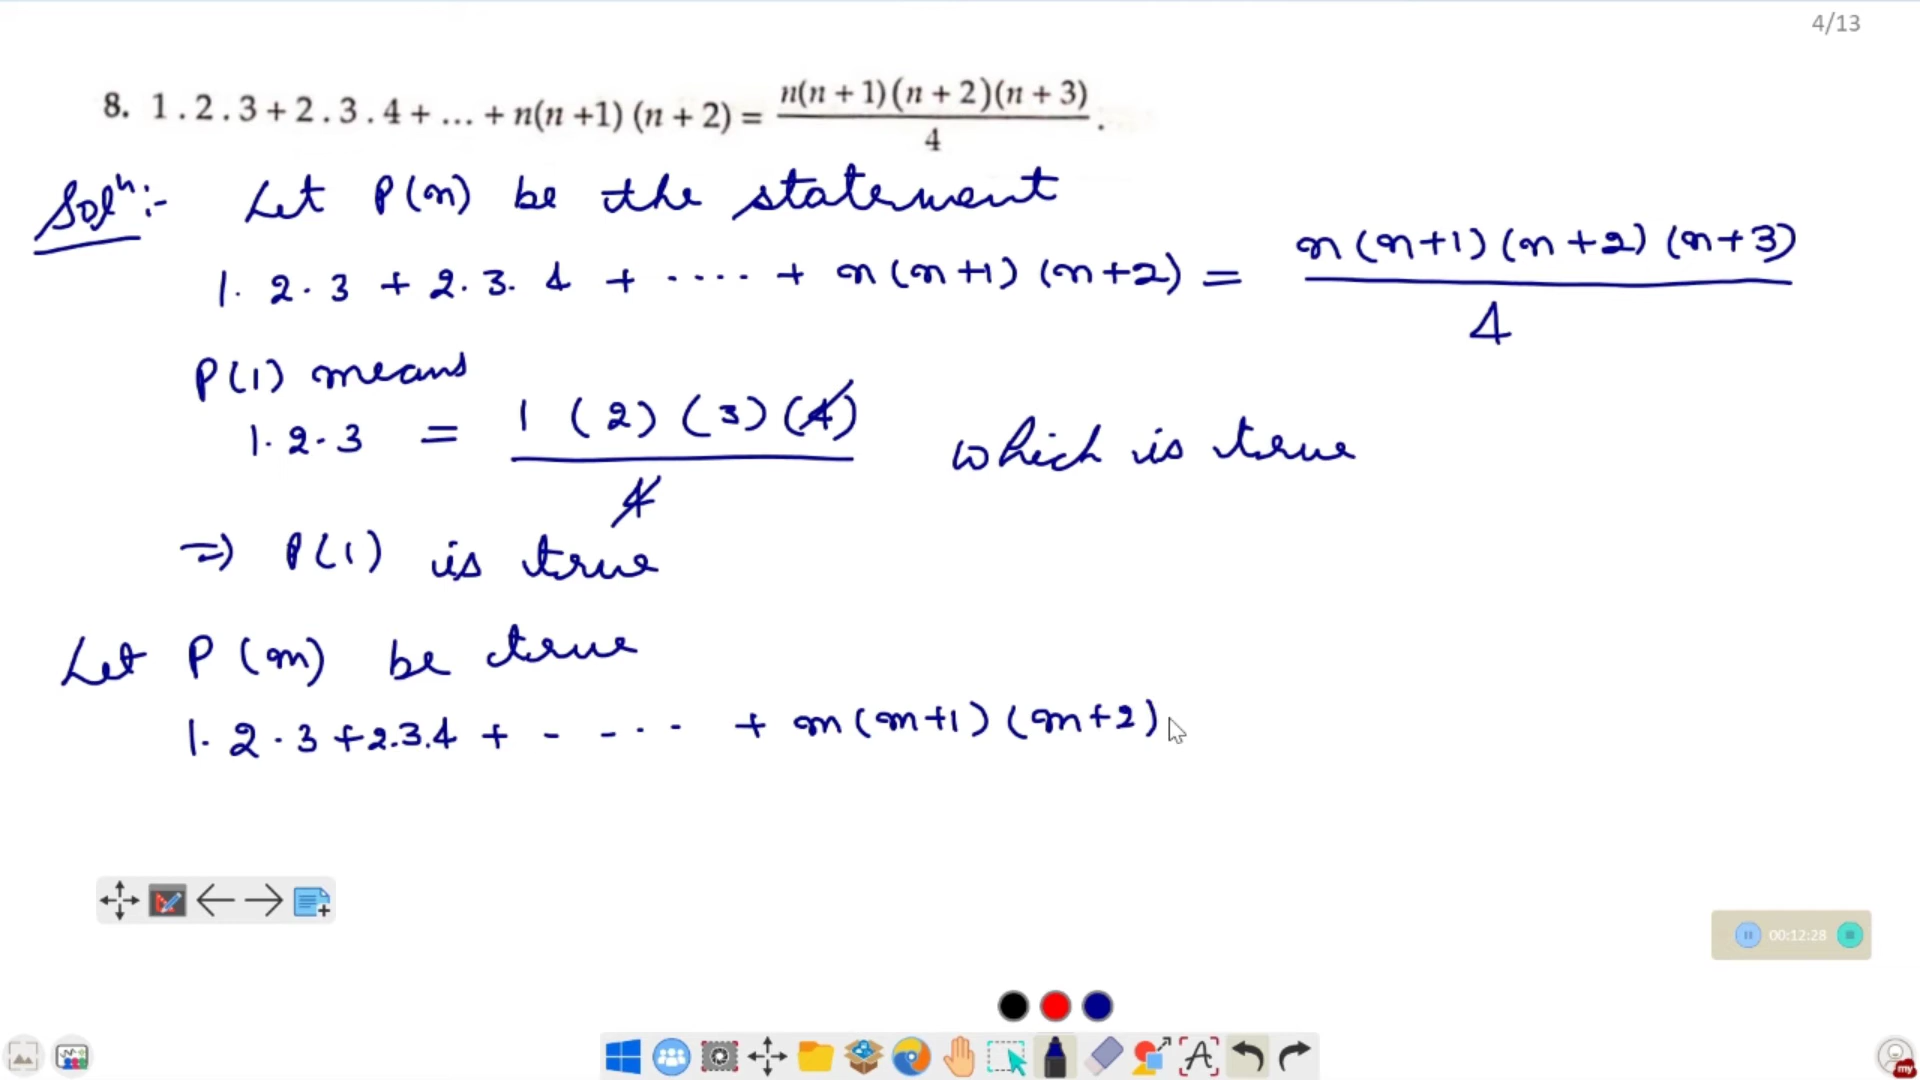 4/13
8. 1 . 2 . 3 + 2 . 3 . 4 + ... + n(n +1) (n + 2) = n(n + 1) (n + 2)(n + 3) / 4 .
Solⁿ:- Let P(n) be the statement
1. 2 . 3 + 2. 3. 4 + ..... + n (n+1) (n+2) = n (n+1) (n+2) (n+3) / 4
P(1) means
1. 2 . 3 = 1 (2) (3) (4) / 4 which is true
=> P(1) is true
Let P (m) be true
1. 2 . 3 + 2.3.4 + - - . . - + m (m+1) (m+2)
00:12:28
A
my